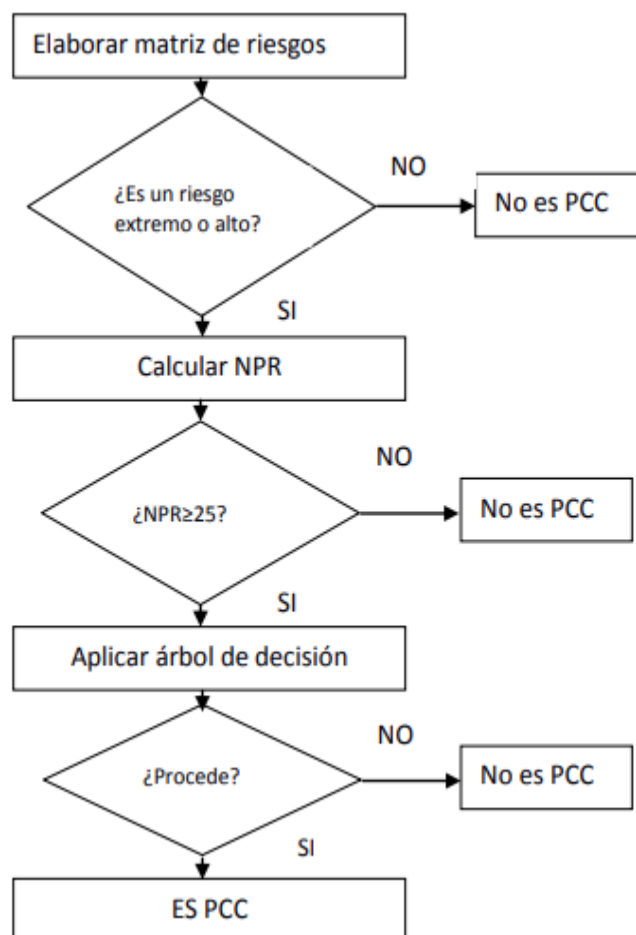 Elaborar matriz de riesgos
NO
¿Es un riesgo
extremo o alto?
No es PCC
SI
Calcular NPR
NO
¿NPR≥25?
No es PCC
SI
Aplicar árbol de decisión
NO
¿Procede?
No es PCC
SI
ES PCC